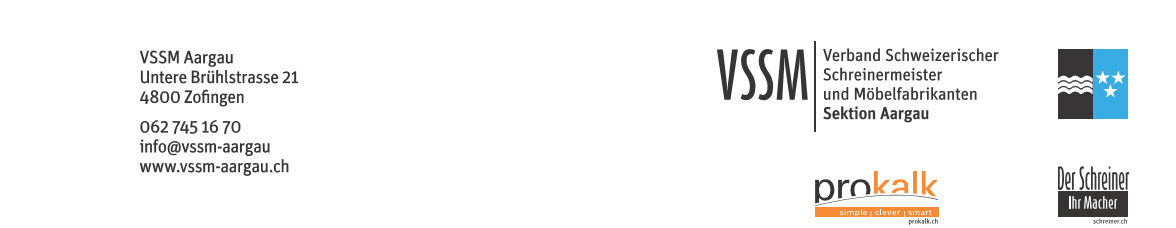 VSSM Aargau
Untere Brühlstrasse 21
4800 Zofingen
062 745 16 70
info@vssm-aargau
www.vssm-aargau.ch
VSSM
Verband Schweizerischer
Schreinermeister
und Möbelfabrikanten
Sektion Aargau
prokalk
simple | clever | smart
prokalk.ch
Der Schreiner
Ihr Macher
schreiner.ch